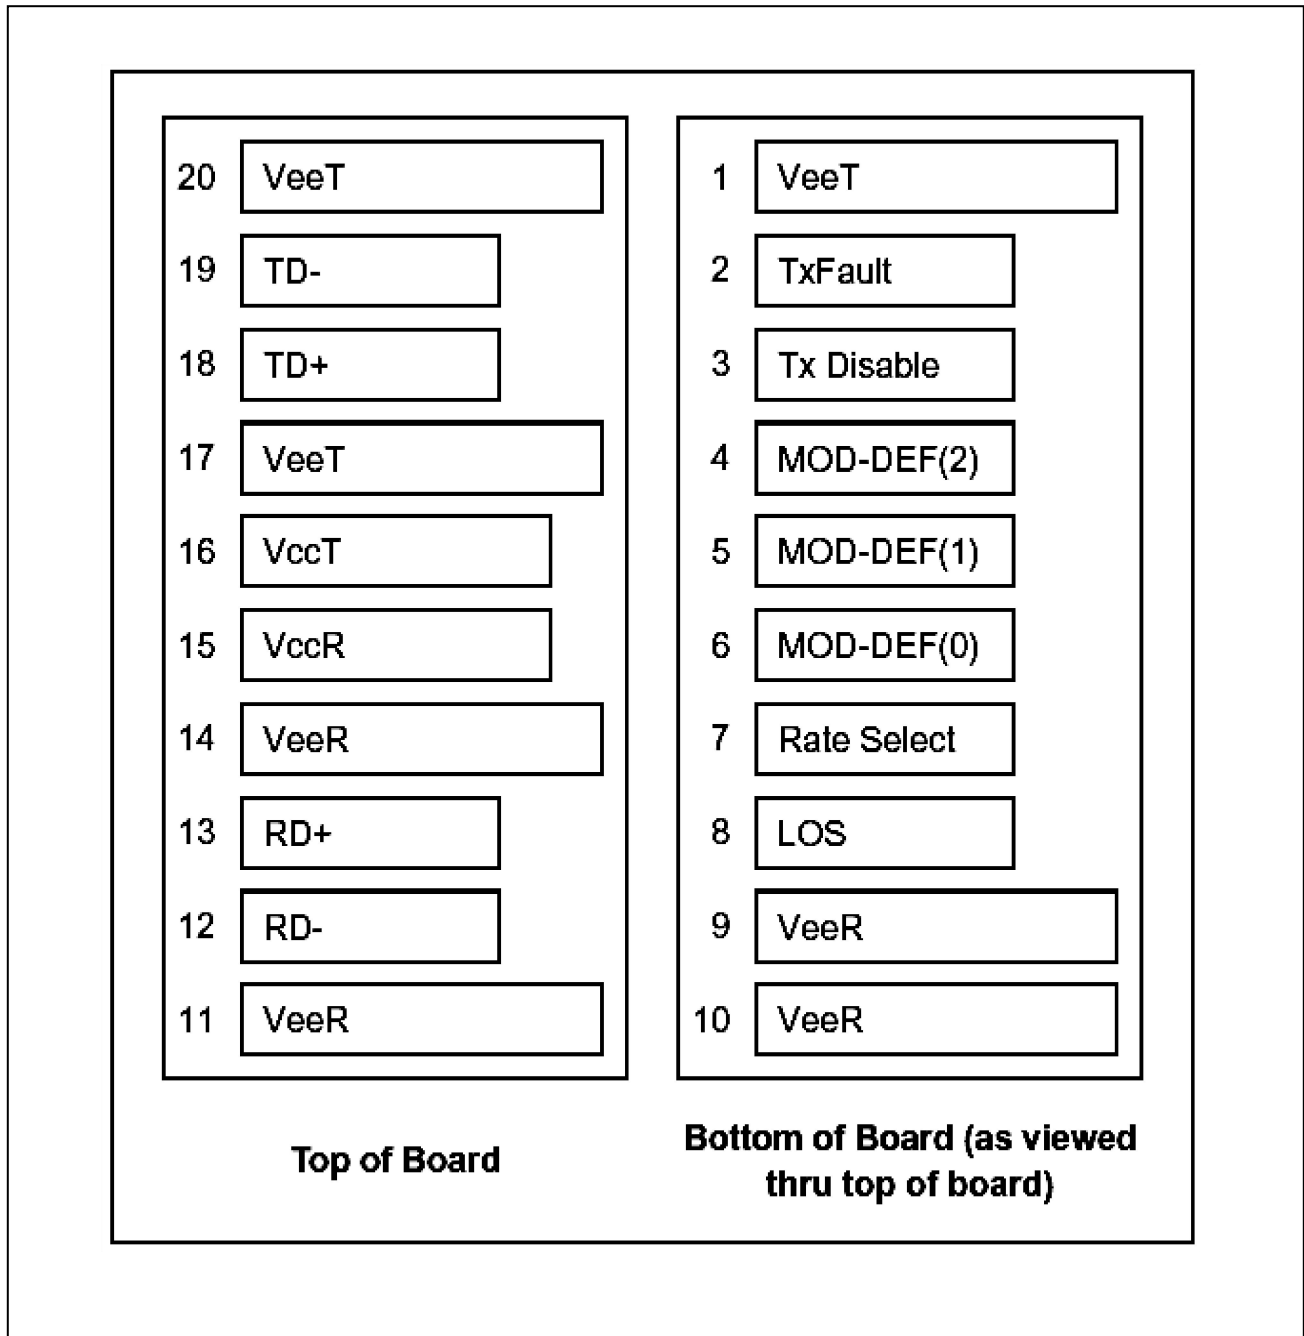 20 VeeT
19 TD-
18 TD+
17 VeeT
16 VccT
15 VccR
14 VeeR
13 RD+
12 RD-
11 VeeR
Top of Board
1 VeeT
2 TxFault
3 Tx Disable
4 MOD-DEF(2)
5 MOD-DEF(1)
6 MOD-DEF(0)
7 Rate Select
8 LOS
9 VeeR
10 VeeR
Bottom of Board (as viewed
thru top of board)